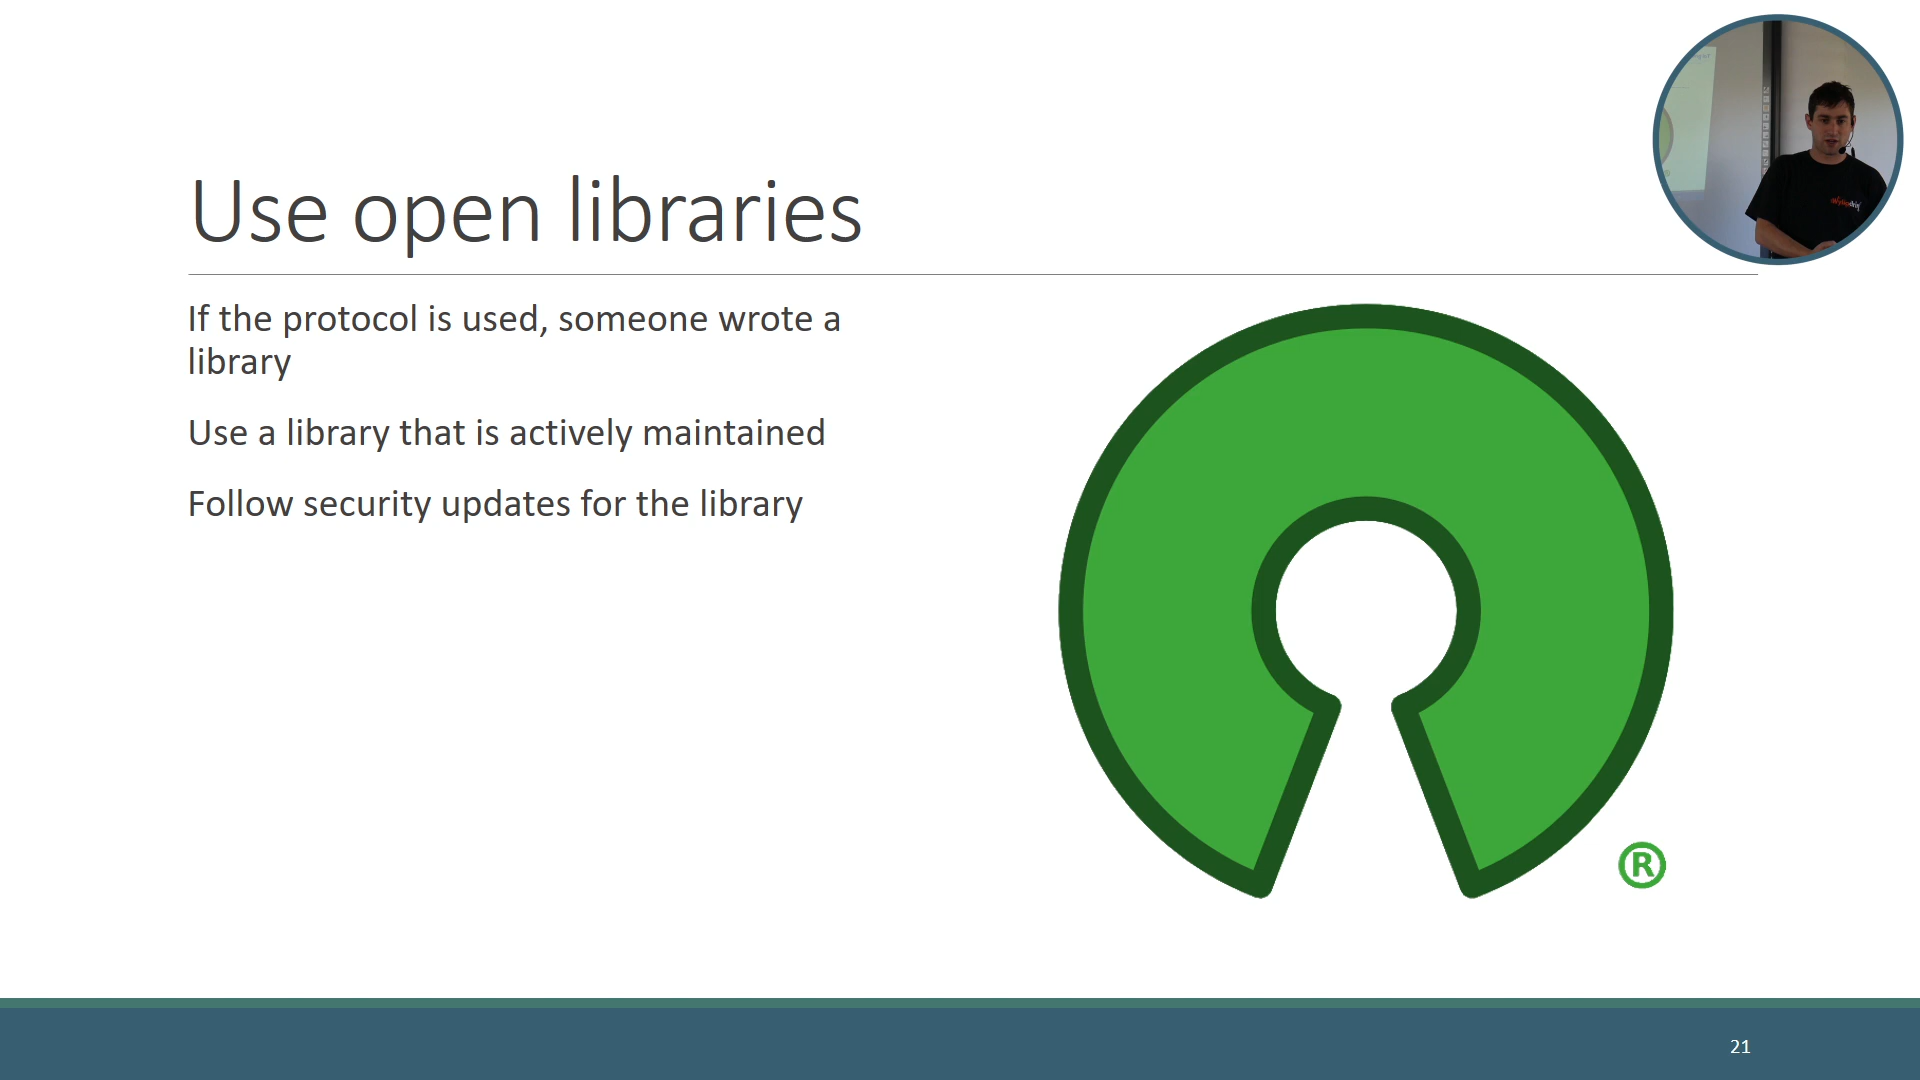 Use open libraries
If the protocol is used, someone wrote a
library
Use a library that is actively maintained
Follow security updates for the library
®
21